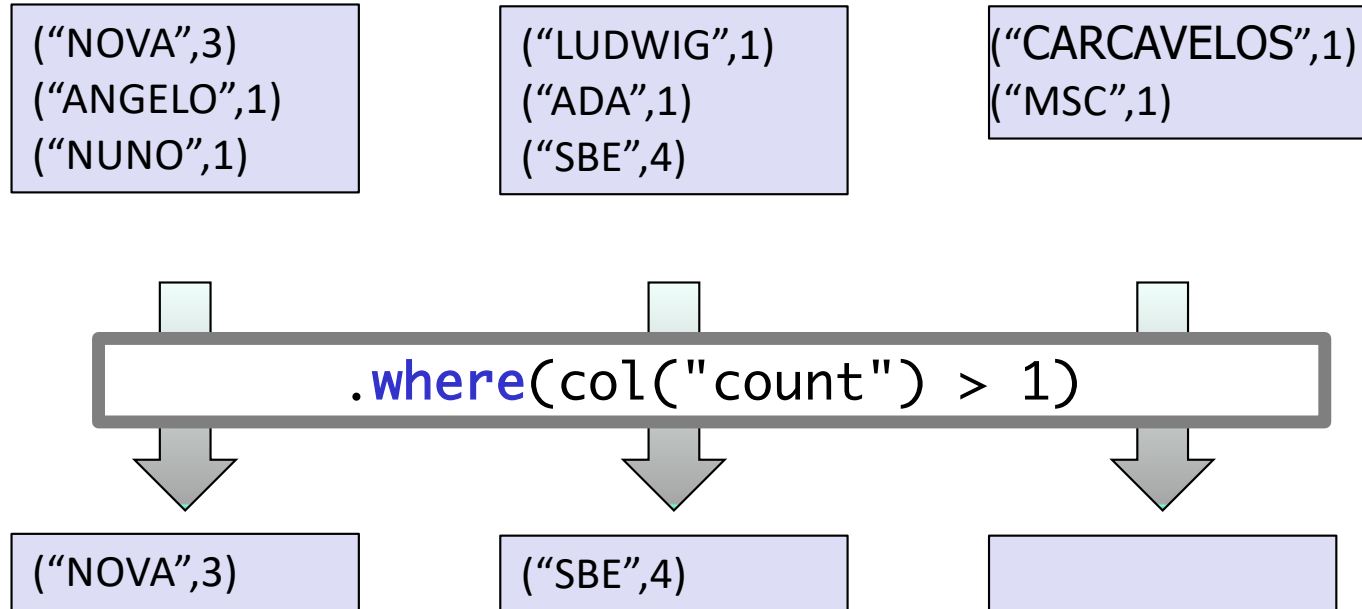 (“NOVA”,3)
(“ANGELO”,1)
(“NUNO”,1)
(“LUDWIG”,1)
(“ADA”,1)
(“SBE”,4)
(“CARCAVELOS”,1)
(“MSC”,1)
.where(col("count") > 1)
(“NOVA”,3)
(“SBE”,4)